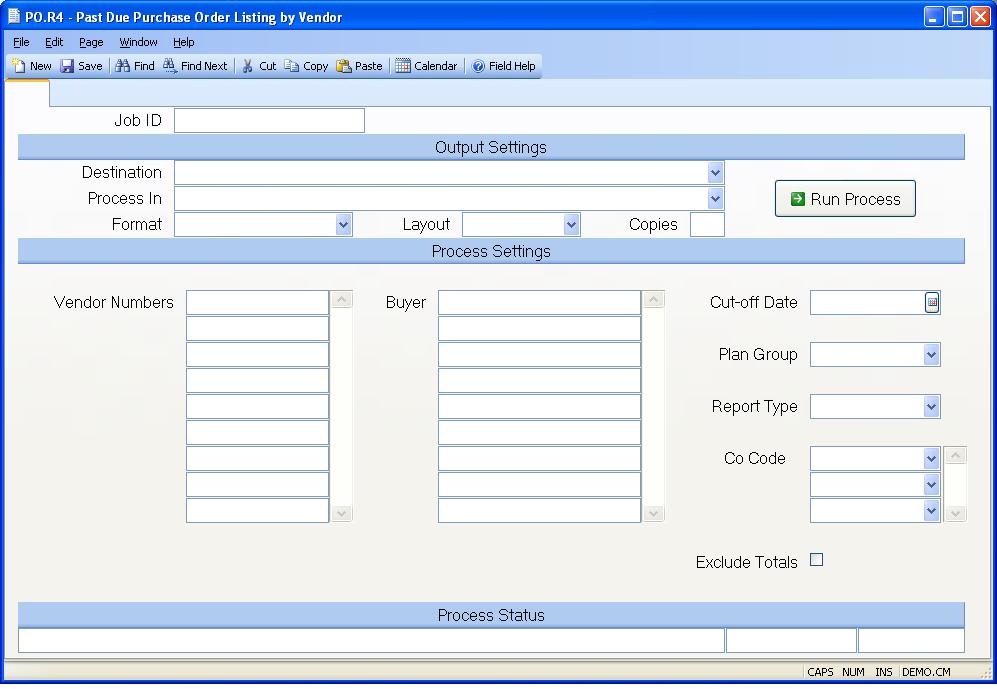 PO.R4 - Past Due Purchase Order Listing by Vendor
File Edit Page Window Help
New Save Find Find Next Cut Copy Paste Calendar Field Help
Job ID
Output Settings
Destination
Process In
Run Process
Format Layout Copies
Process Settings
Vendor Numbers Buyer Cut-off Date
Plan Group
Report Type
Co Code
Exclude Totals
Process Status
CAPS NUM INS DEMO.CM